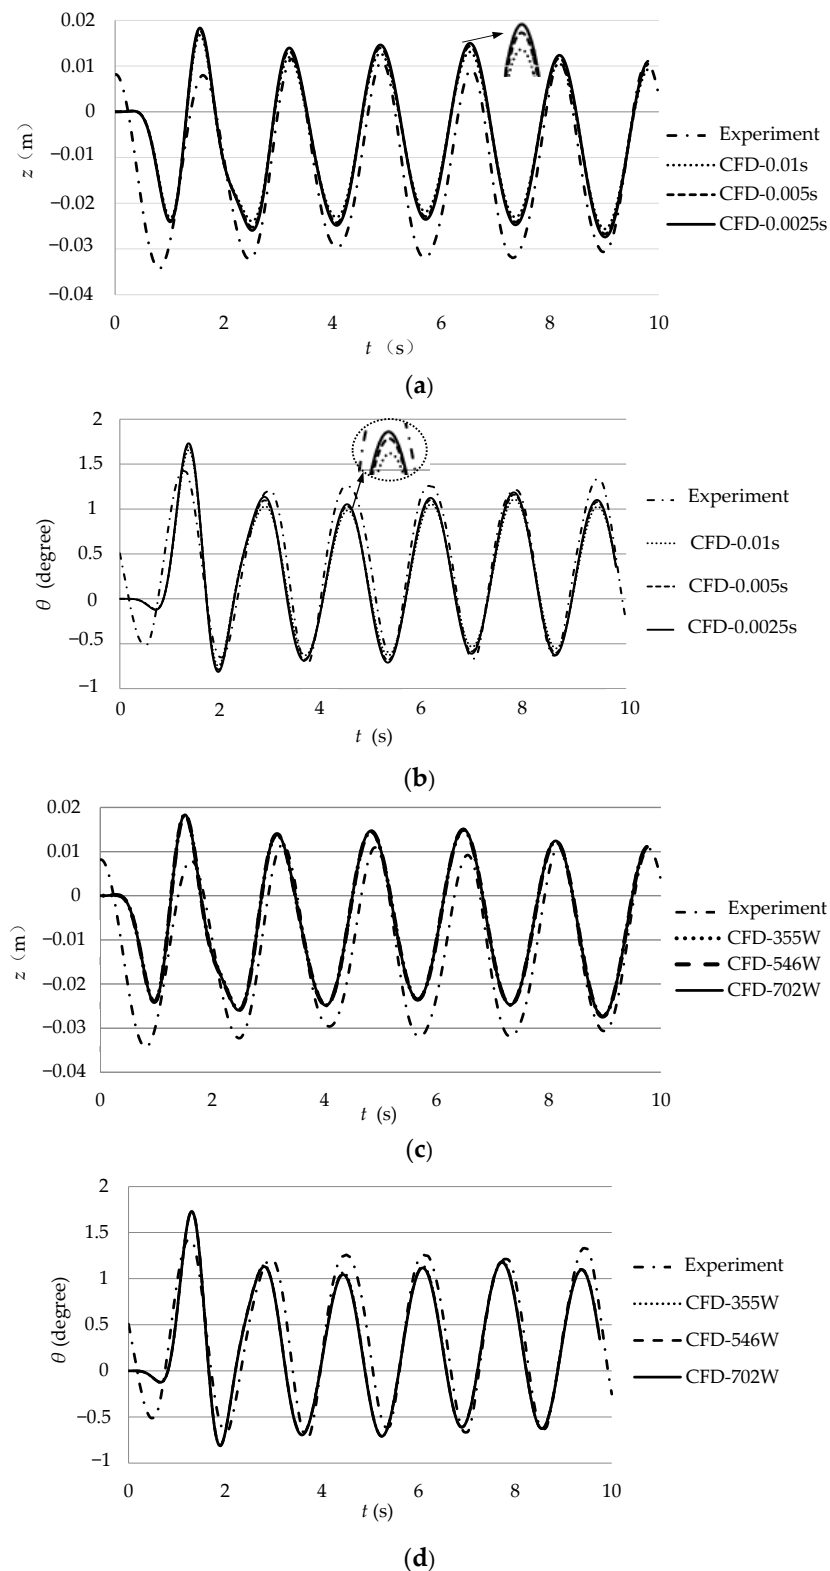 0.02
0.01
0
−0.01
−0.02
−0.03
−0.04
z（m）
0 2 4 6 8 10
t （s）
Experiment
CFD-0.01s
CFD-0.005s
CFD-0.0025s
(a)
2
1.5
1
0.5
0
−0.5
−1
θ (degree)
0 2 4 6 8 10
t (s)
Experiment
CFD-0.01s
CFD-0.005s
CFD-0.0025s
(b)
0.02
0.01
0
−0.01
−0.02
−0.03
−0.04
z（m）
0 2 4 6 8 10
t (s)
Experiment
CFD-355W
CFD-546W
CFD-702W
(c)
2
1.5
1
0.5
0
−0.5
−1
θ (degree)
0 2 4 6 8 10
t (s)
Experiment
CFD-355W
CFD-546W
CFD-702W
(d)